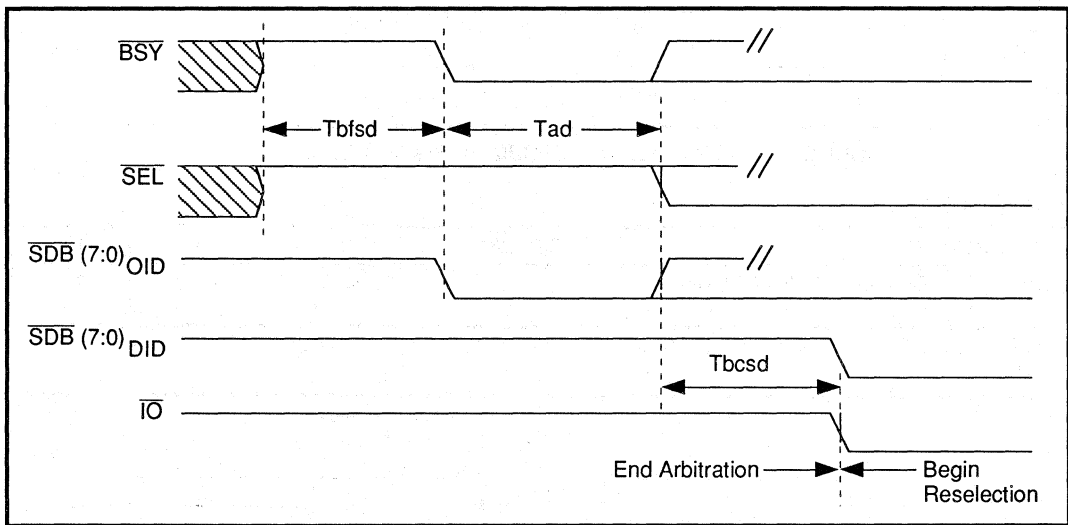 BSY
Tbfsd
Tad
SEL
SDB (7:0) OID
SDB (7:0) DID
Tbcsd
IO
End Arbitration
Begin
Reselection